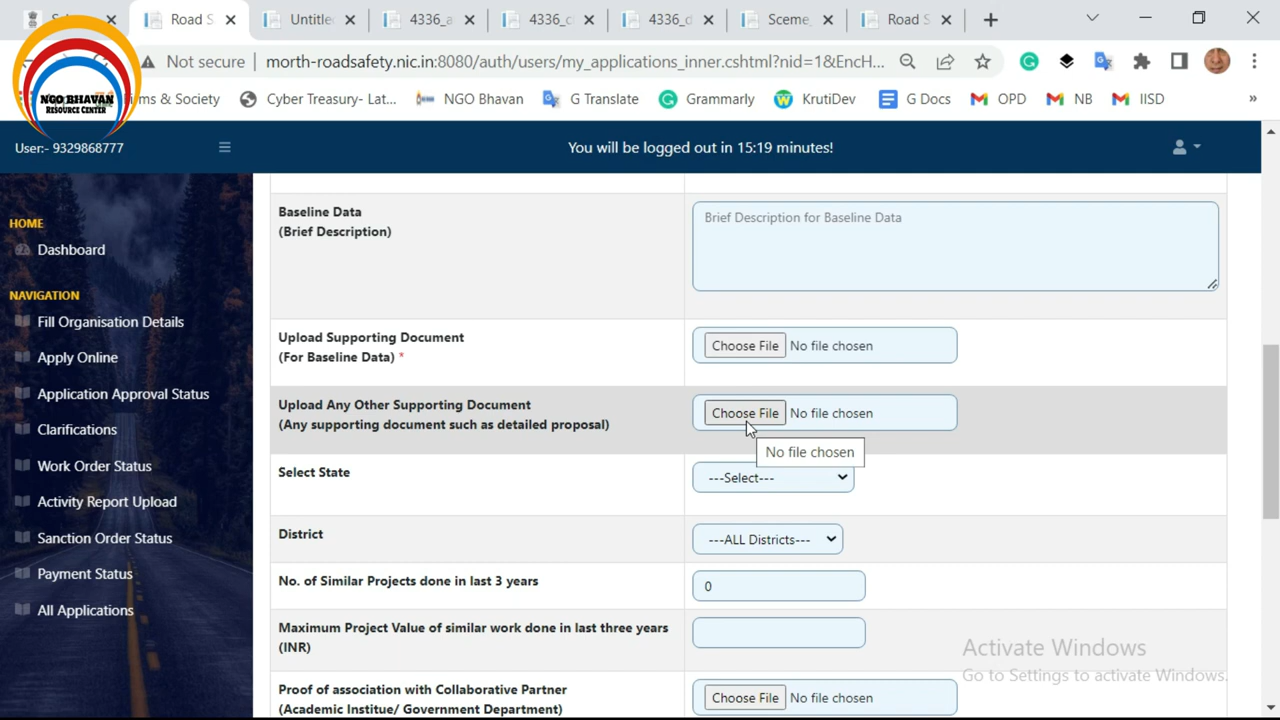 Road S
Untitle
4336_a
4336_c
4336_d
Sceme_
Road S
Not secure
morth-roadsafety.nic.in:8080/auth/users/my_applications_inner.cshtml?nid=1&EncH...
NGO BHAVAN
RESOURCE CENTER
ms & Society
Cyber Treasury- Lat...
NGO Bhavan
G Translate
Grammarly
KrutiDev
G Docs
OPD
NB
IISD
»
User:- 9329868777
You will be logged out in 15:19 minutes!
HOME
Dashboard
NAVIGATION
Fill Organisation Details
Apply Online
Application Approval Status
Clarifications
Work Order Status
Activity Report Upload
Sanction Order Status
Payment Status
All Applications
Baseline Data
(Brief Description)
Brief Description for Baseline Data
Upload Supporting Document
(For Baseline Data) *
Choose File No file chosen
Upload Any Other Supporting Document
(Any supporting document such as detailed proposal)
Choose File No file chosen
No file chosen
Select State
---Select---
District
---ALL Districts---
No. of Similar Projects done in last 3 years
0
Maximum Project Value of similar work done in last three years
(INR)
Proof of association with Collaborative Partner
(Academic Institue/ Government Department)
Choose File No file chosen
Activate Windows
Go to Settings to activate Windows.